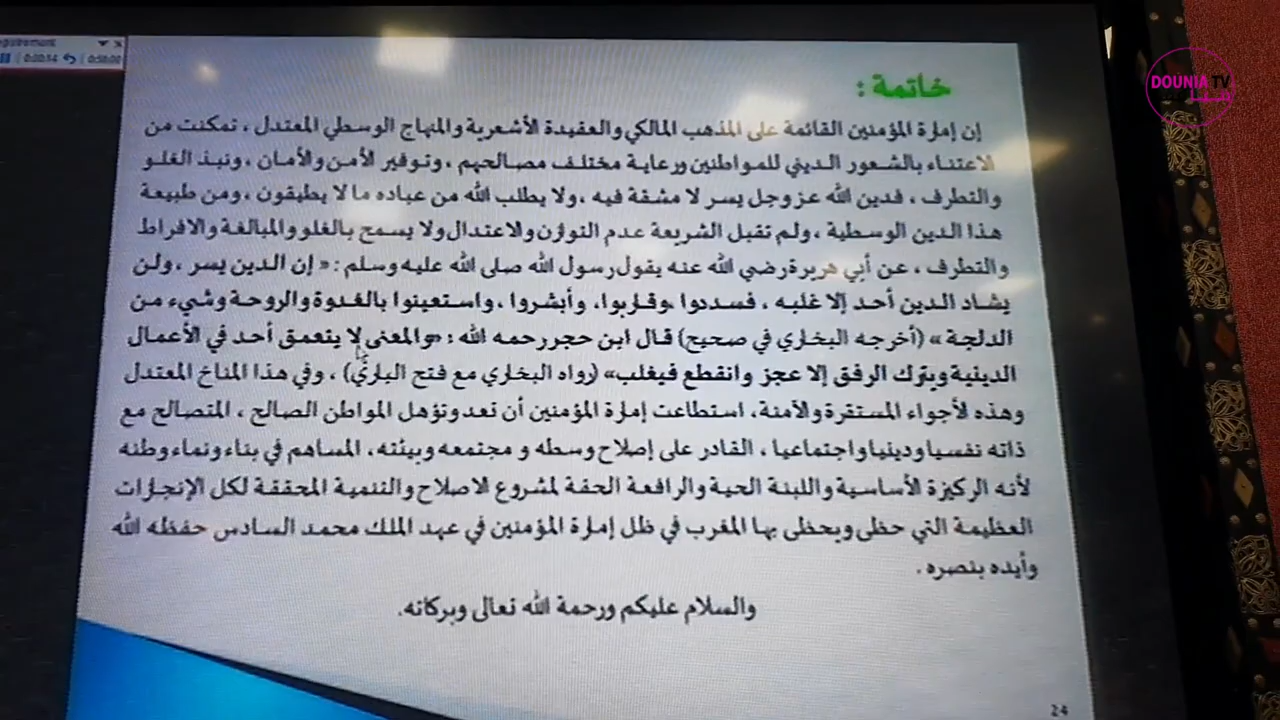 0:00:14
DOUNIA TV
خاتمة :
إن إمارة المؤمنين القائمة على المذهب المالكي والعقيدة الأشعرية والمنهاج الوسطي المعتدل ، تمكنت من
الاعتناء بالشعور الديني للمواطنين ورعاية مختلف مصالحهم ، وتوفير الأمن والأمان ، ونبذ الغلو
والتطرف ، فدين الله عز وجل يسر لا مشقة فيه ، ولا يطلب الله من عباده ما لا يطيقون ، ومن طبيعة
هذا الدين الوسطية ، ولم تقبل الشريعة عدم التوازن والاعتدال ولا يسمح بالغلو والمبالغة والافراط
والتطرف ، عن أبي هريرة رضي الله عنه يقول رسول الله صلى الله عليه وسلم : « إن الدين يسر ، ولن
يشاد الدين أحد إلا غلبه ، فسددوا ،وقاربوا، وأبشروا ، واستعينوا بالغدوة والروحة وشيء من
الدلجة » (أخرجه البخاري في صحيح) قال ابن حجر رحمه الله : «والمعنى لا يتعمق أحد في الأعمال
الدينية ويترك الرفق إلا عجز وانقطع فيغلب» (رواه البخاري مع فتح الباري) ، وفي هذا المناخ المعتدل
وهذه لأجواء المستقرة والآمنة، استطاعت إمارة المؤمنين أن تعد وتؤهل المواطن الصالح ، المتصالح مع
ذاته نفسيا ودينيا واجتماعيا ، القادر على إصلاح وسطه و مجتمعه وبيئته، المساهم في بناء ونماء وطنه
لأنه الركيزة الأساسية واللبنة الحية والرافعة الحقة لمشروع الاصلاح والتنمية المحققة لكل الإنجازات
العظيمة التي حظى ويحظى بها المغرب في ظل إمارة المؤمنين في عهد الملك محمد السادس حفظه الله
وأيده بنصره .
والسلام عليكم ورحمة الله تعالى وبركاته.
24